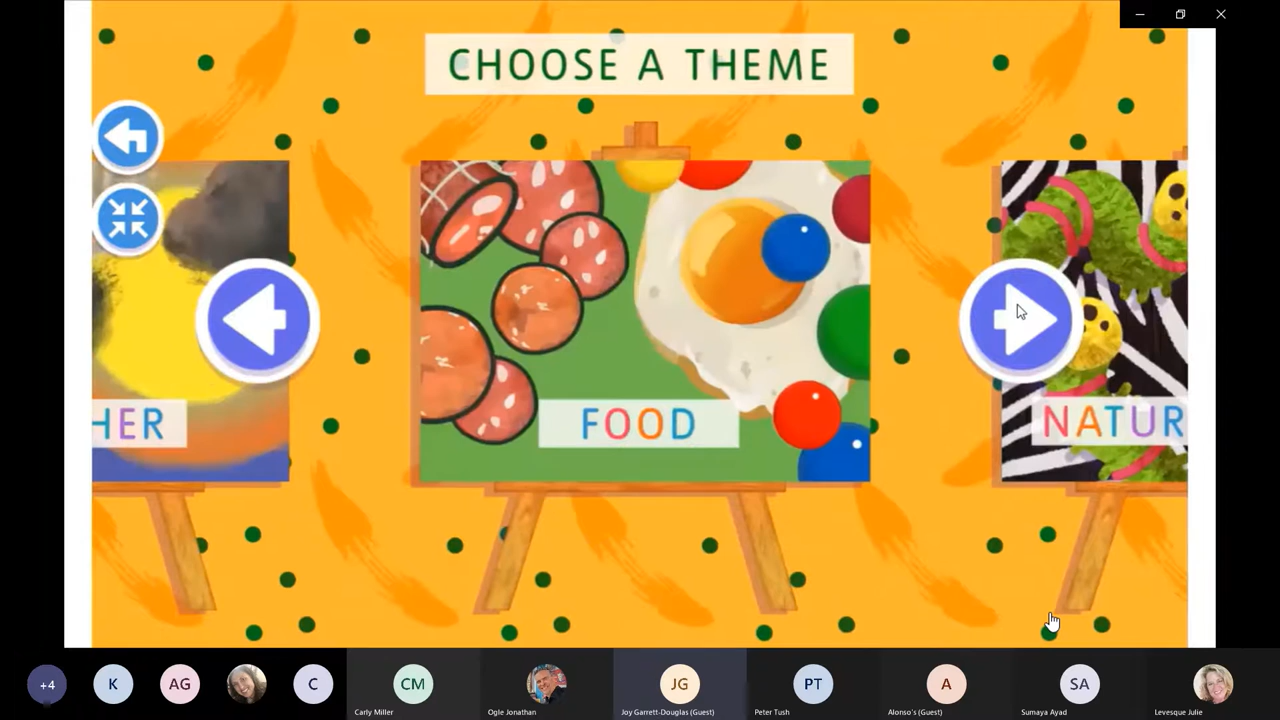 CHOOSE A THEME
HER
FOOD
NATUR
+4
K
AG
C
CM
JG
PT
A
SA
Carly Miller
Ogle Jonathan
Joy Garrett-Douglas (Guest)
Peter Tush
Alonso's (Guest)
Sumaya Ayad
Levesque Julie